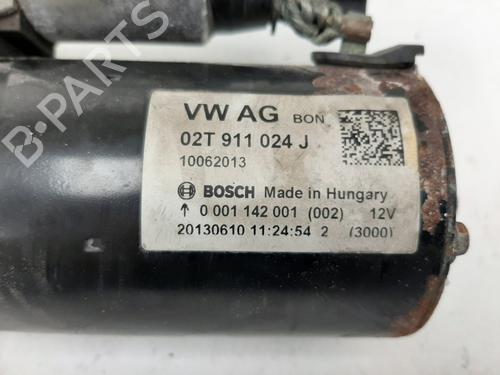 VW AG BON
02T 911 024 J
10062013
BOSCH Made in Hungary
↑ 0 001 142 001 (002) 12V
20130610 11:24:54 2 (3000)